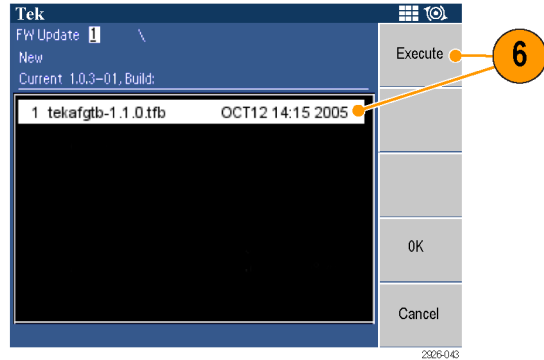 Tek
FW Update 1 \
New
Current 1.0.3-01, Build:
1 tekafgtb-1.1.0.tfb OCT12 14:15 2005
Execute
6
OK
Cancel
2926-043